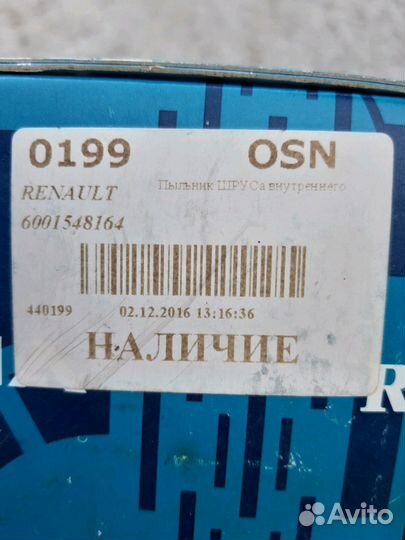 0199 OSN
RENAULT Пыльник ШРУСа внутреннего
6001548164
440199 02.12.2016 13:16:36
НАЛИЧИЕ
R
Avito